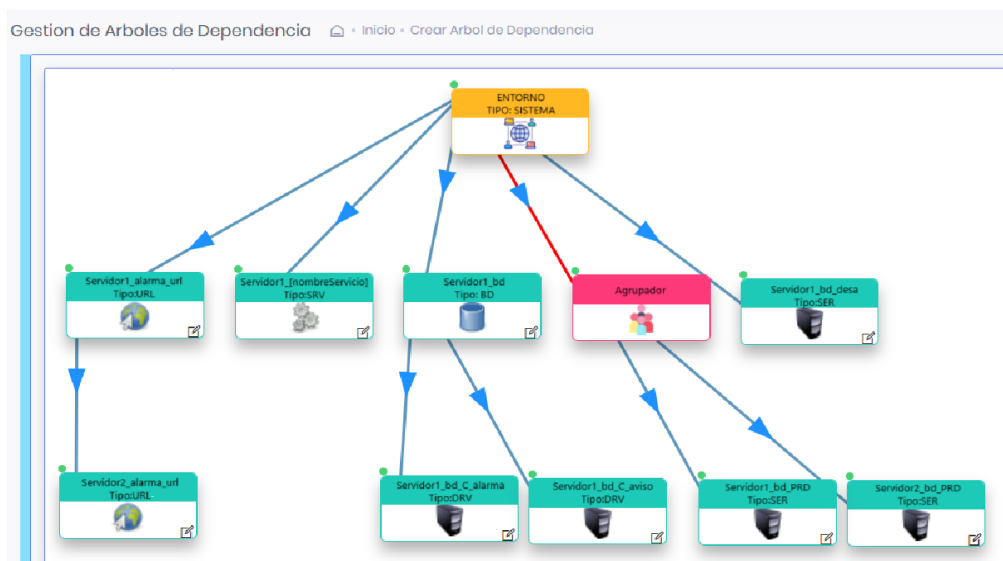 Gestion de Arboles de Dependencia
Inicio • Crear Arbol de Dependencia
ENTORNO
TIPO: SISTEMA
Servidor1_alarma_url
Tipo:URL
Servidor1_[nombreServicio]
Tipo:SRV
Servidor1_bd
Tipo: BD
Agrupador
Servidor1_bd_desa
Tipo:SER
Servidor2_alarma_url
Tipo:URL
Servidor1_bd_C_alarma
Tipo:DRV
Servidor1_bd_C_aviso
Tipo:DRV
Servidor1_bd_PRD
Tipo:SER
Servidor2_bd_PRD
Tipo:SER